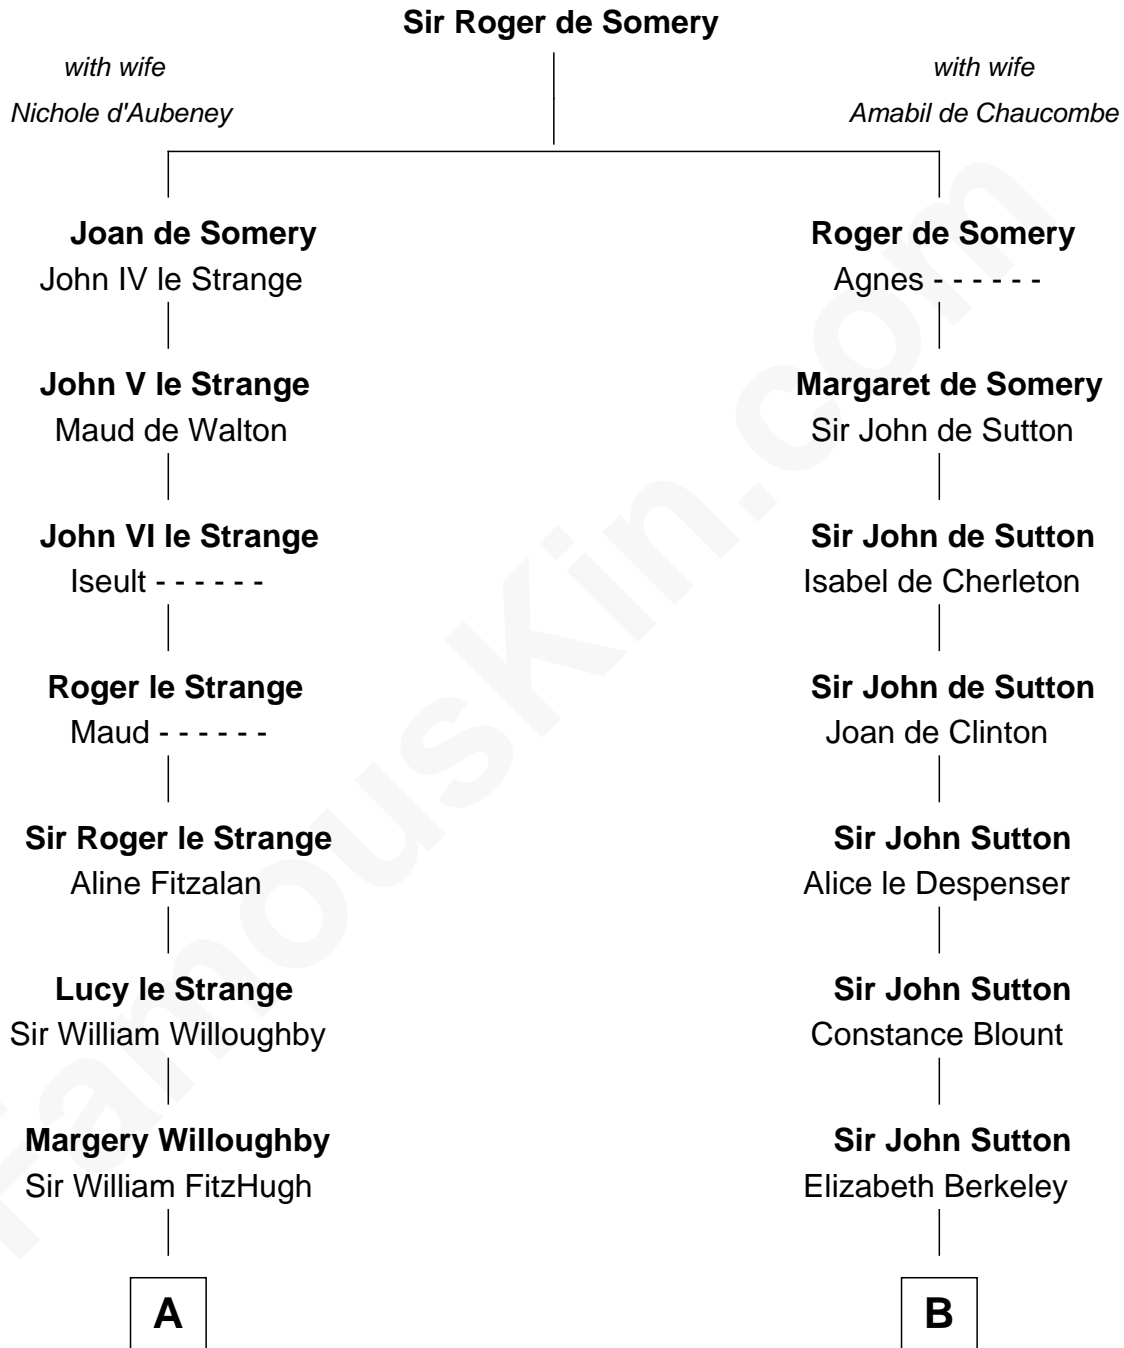 Sir Roger de Somery
with wife
Nichole d'Aubeney
with wife
Amabil de Chaucombe
Joan de Somery
John IV le Strange
John V le Strange
Maud de Walton
John VI le Strange
Iseult - - - - - -
Roger le Strange
Maud - - - - - -
Sir Roger le Strange
Aline Fitzalan
Lucy le Strange
Sir William Willoughby
Margery Willoughby
Sir William FitzHugh
A
Roger de Somery
Agnes - - - - - -
Margaret de Somery
Sir John de Sutton
Sir John de Sutton
Isabel de Cherleton
Sir John de Sutton
Joan de Clinton
Sir John Sutton
Alice le Despenser
Sir John Sutton
Constance Blount
Sir John Sutton
Elizabeth Berkeley
B
FamousKin.com